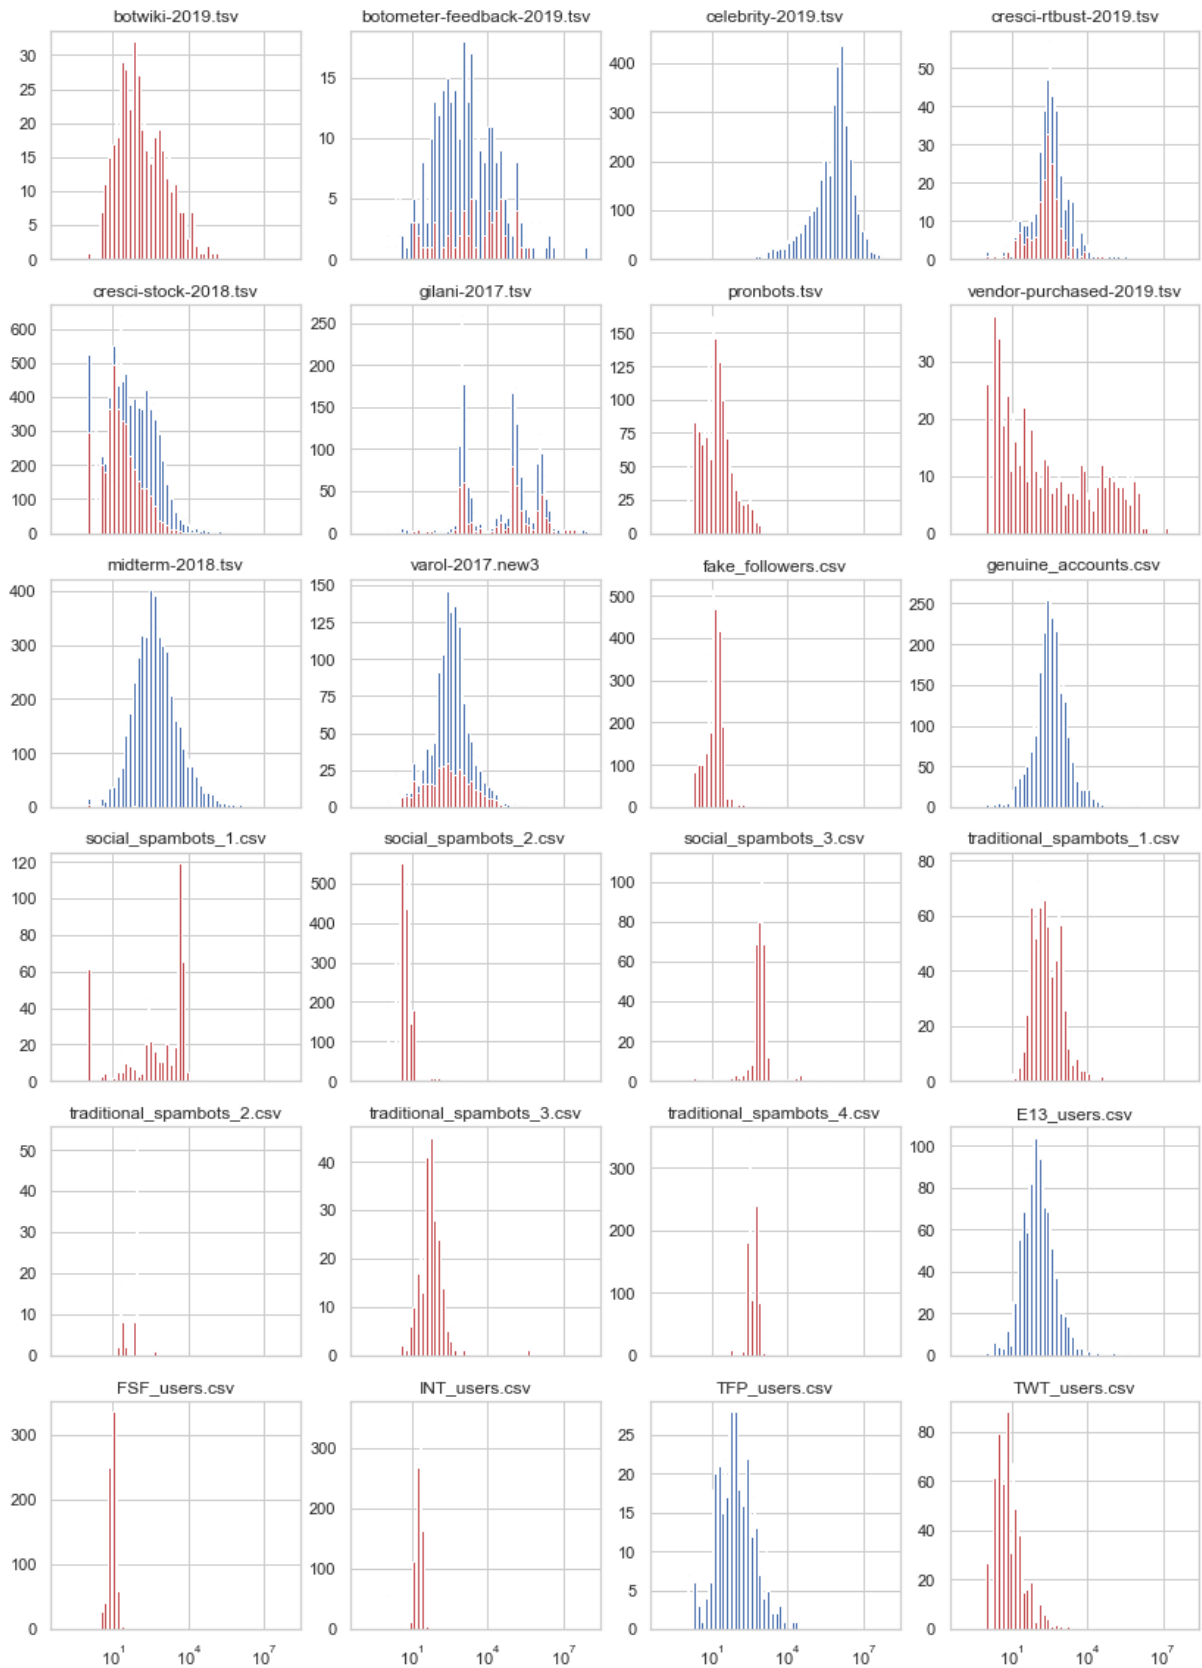 botwiki-2019.tsv botometer-feedback-2019.tsv celebrity-2019.tsv cresci-rtbust-2019.tsv
30 25 20 15 10 5 0
15 10 5 0
400 300 200 100 0
50 40 30 20 10 0
cresci-stock-2018.tsv gilani-2017.tsv pronbots.tsv vendor-purchased-2019.tsv
600 500 400 300 200 100 0
250 200 150 100 50 0
150 125 100 75 50 25 0
30 20 10 0
midterm-2018.tsv varol-2017.new3 fake_followers.csv genuine_accounts.csv
400 300 200 100 0
150 125 100 75 50 25 0
500 400 300 200 100 0
250 200 150 100 50 0
social_spambots_1.csv social_spambots_2.csv social_spambots_3.csv traditional_spambots_1.csv
120 100 80 60 40 20 0
500 400 300 200 100 0
100 80 60 40 20 0
80 60 40 20 0
traditional_spambots_2.csv traditional_spambots_3.csv traditional_spambots_4.csv E13_users.csv
50 40 30 20 10 0
40 30 20 10 0
300 200 100 0
100 80 60 40 20 0
FSF_users.csv INT_users.csv TFP_users.csv TWT_users.csv
300 200 100 0
300 200 100 0
25 20 15 10 5 0
80 60 40 20 0
10¹ 10⁴ 10⁷ 10¹ 10⁴ 10⁷ 10¹ 10⁴ 10⁷ 10¹ 10⁴ 10⁷